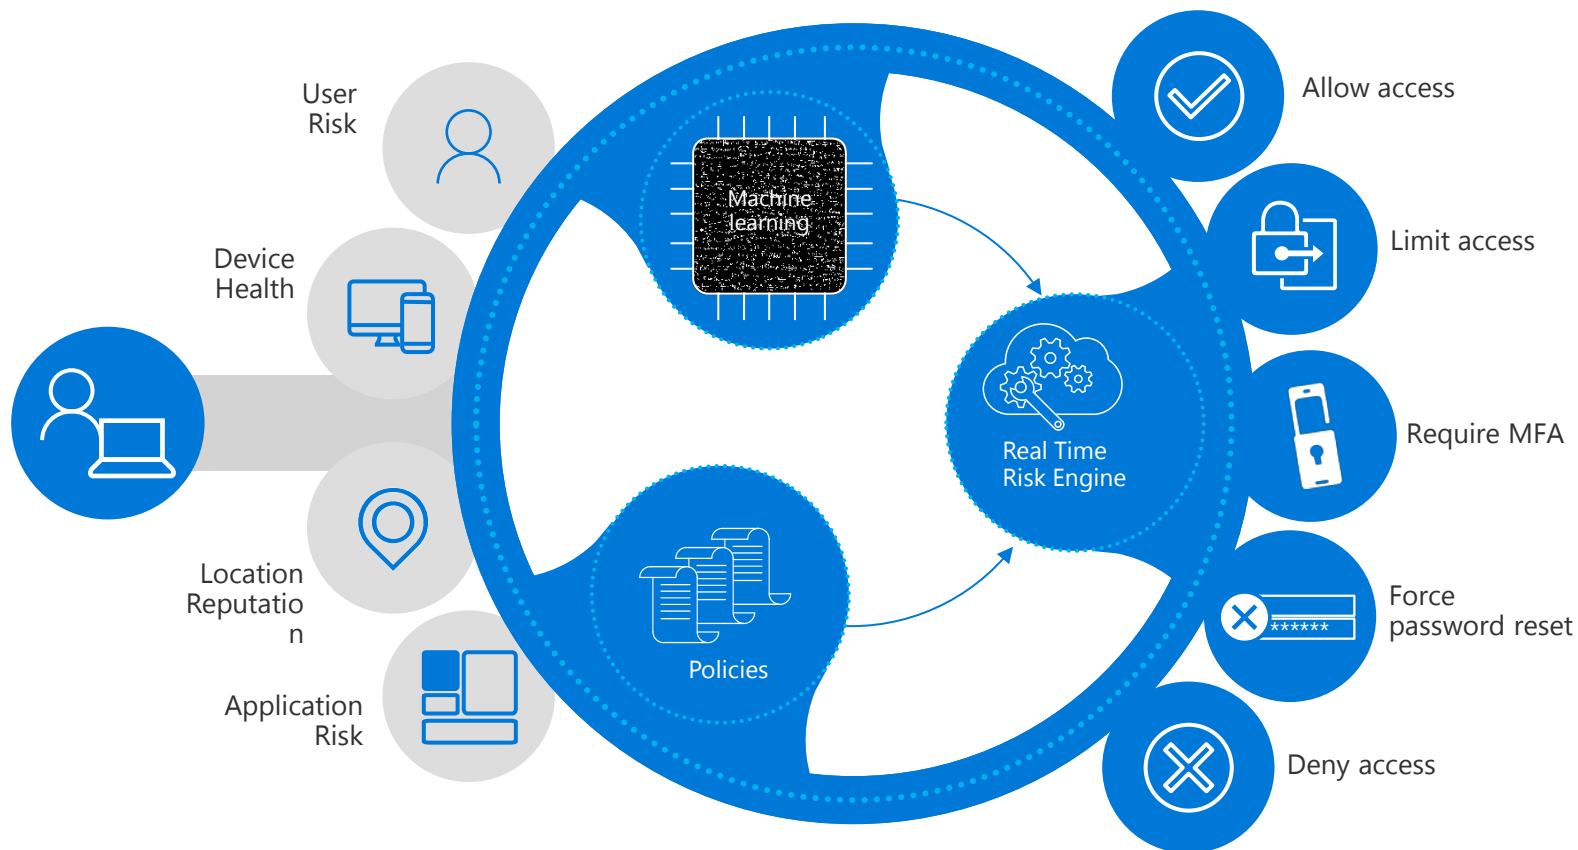 User
Risk
Device
Health
Location
Reputatio
n
Application
Risk
Machine
learning
Policies
Real Time
Risk Engine
Allow access
Limit access
Require MFA
******
Force
password reset
Deny access